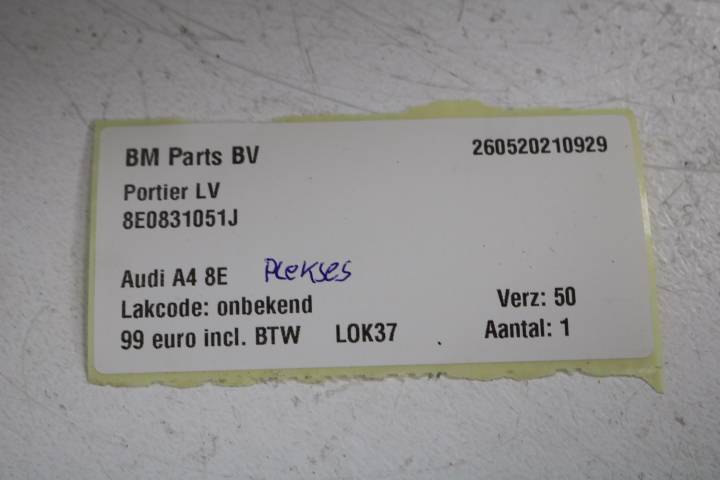 BM Parts BV 260520210929
Portier LV
8E0831051J
Audi A4 8E Plekses
Lakcode: onbekend Verz: 50
99 euro incl. BTW LOK37 Aantal: 1